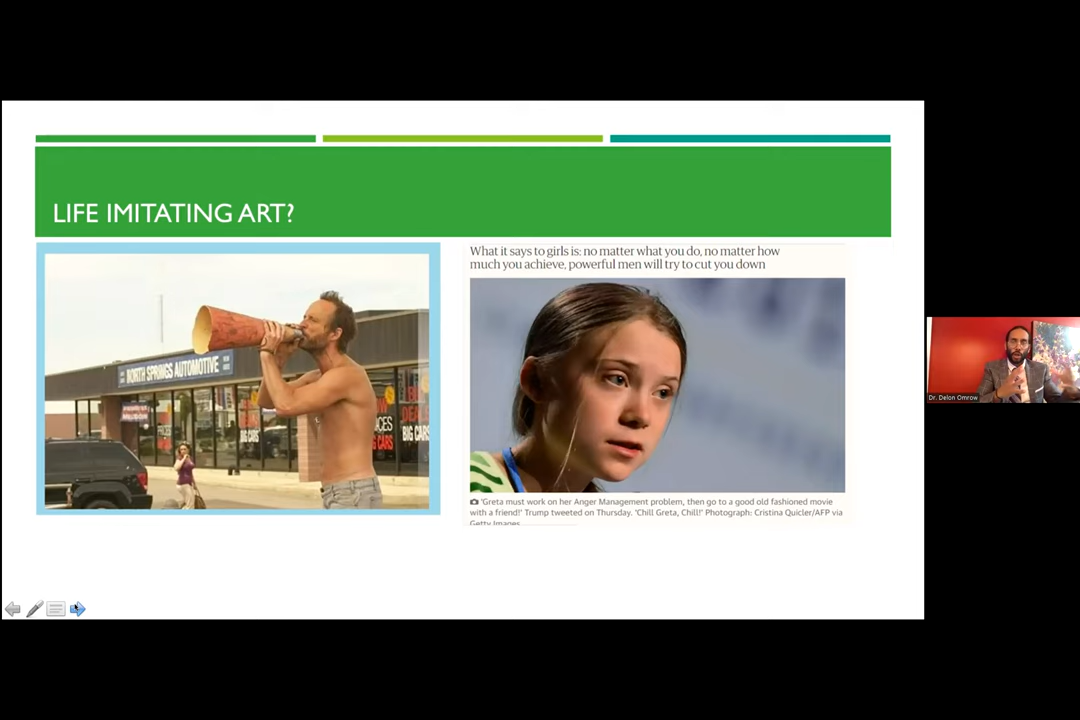 LIFE IMITATING ART?
What it says to girls is: no matter what you do, no matter how
much you achieve, powerful men will try to cut you down
NORTH SPRINGS AUTOMOTIVE
BIG CARS
'Greta must work on her Anger Management problem, then go to a good old fashioned movie
with a friend!' Trump tweeted on Thursday. 'Chill Greta, Chill!' Photograph: Cristina Quicler/AFP via
Getty Images
Dr. Delon Omrow